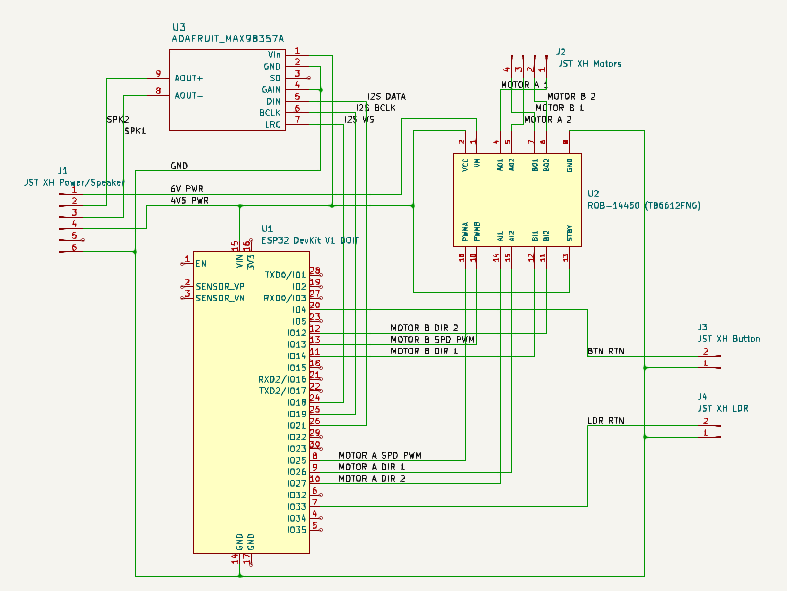 U3
ADAFRUIT_MAX98357A
Vin 1
GND 2
SD 3
GAIN 4
DIN 5
BCLK 6
LRC 7
9 AOUT+
8 AOUT-
SPK2
SPK1
I2S DATA
I2S BCLK
I2S WS
J2
JST XH Motors
4 3 2 1
MOTOR A 1
MOTOR B 2
MOTOR B 1
MOTOR A 2
2 1 4 5 7 6 8
VCC VM AO1 AO2 BO1 BO2 GND
U2
ROB-14450 (TB6612FNG)
PWMA PWMB AI1 AI2 BI1 BI2 STBY
14 15 12 11 13
J1
JST XH Power/Speaker
1
2
3
4
5
6
GND
6V PWR
4V5 PWR
U1
ESP32 DevKit V1 DOIT
15 16
VIN 3V3
1 EN
2 SENSOR_VP
3 SENSOR_VN
TXD0/IO1 28
IO2 19
RXD0/IO3 27
IO4 20
IO5 23
IO12 12
IO13 13
IO14 11
IO15 18
RXD2/IO16 21
TXD2/IO17 22
IO18 24
IO19 25
IO21 26
IO22 29
IO23 30
IO25 8
IO26 9
IO27 10
IO32 6
IO33 7
IO34 4
IO35 5
GND GND
14 17
MOTOR B DIR 2
MOTOR B SPD PWM
MOTOR B DIR 1
MOTOR A SPD PWM
MOTOR A DIR 1
MOTOR A DIR 2
BTN RTN
J3
JST XH Button
2
1
LDR RTN
J4
JST XH LDR
2
1